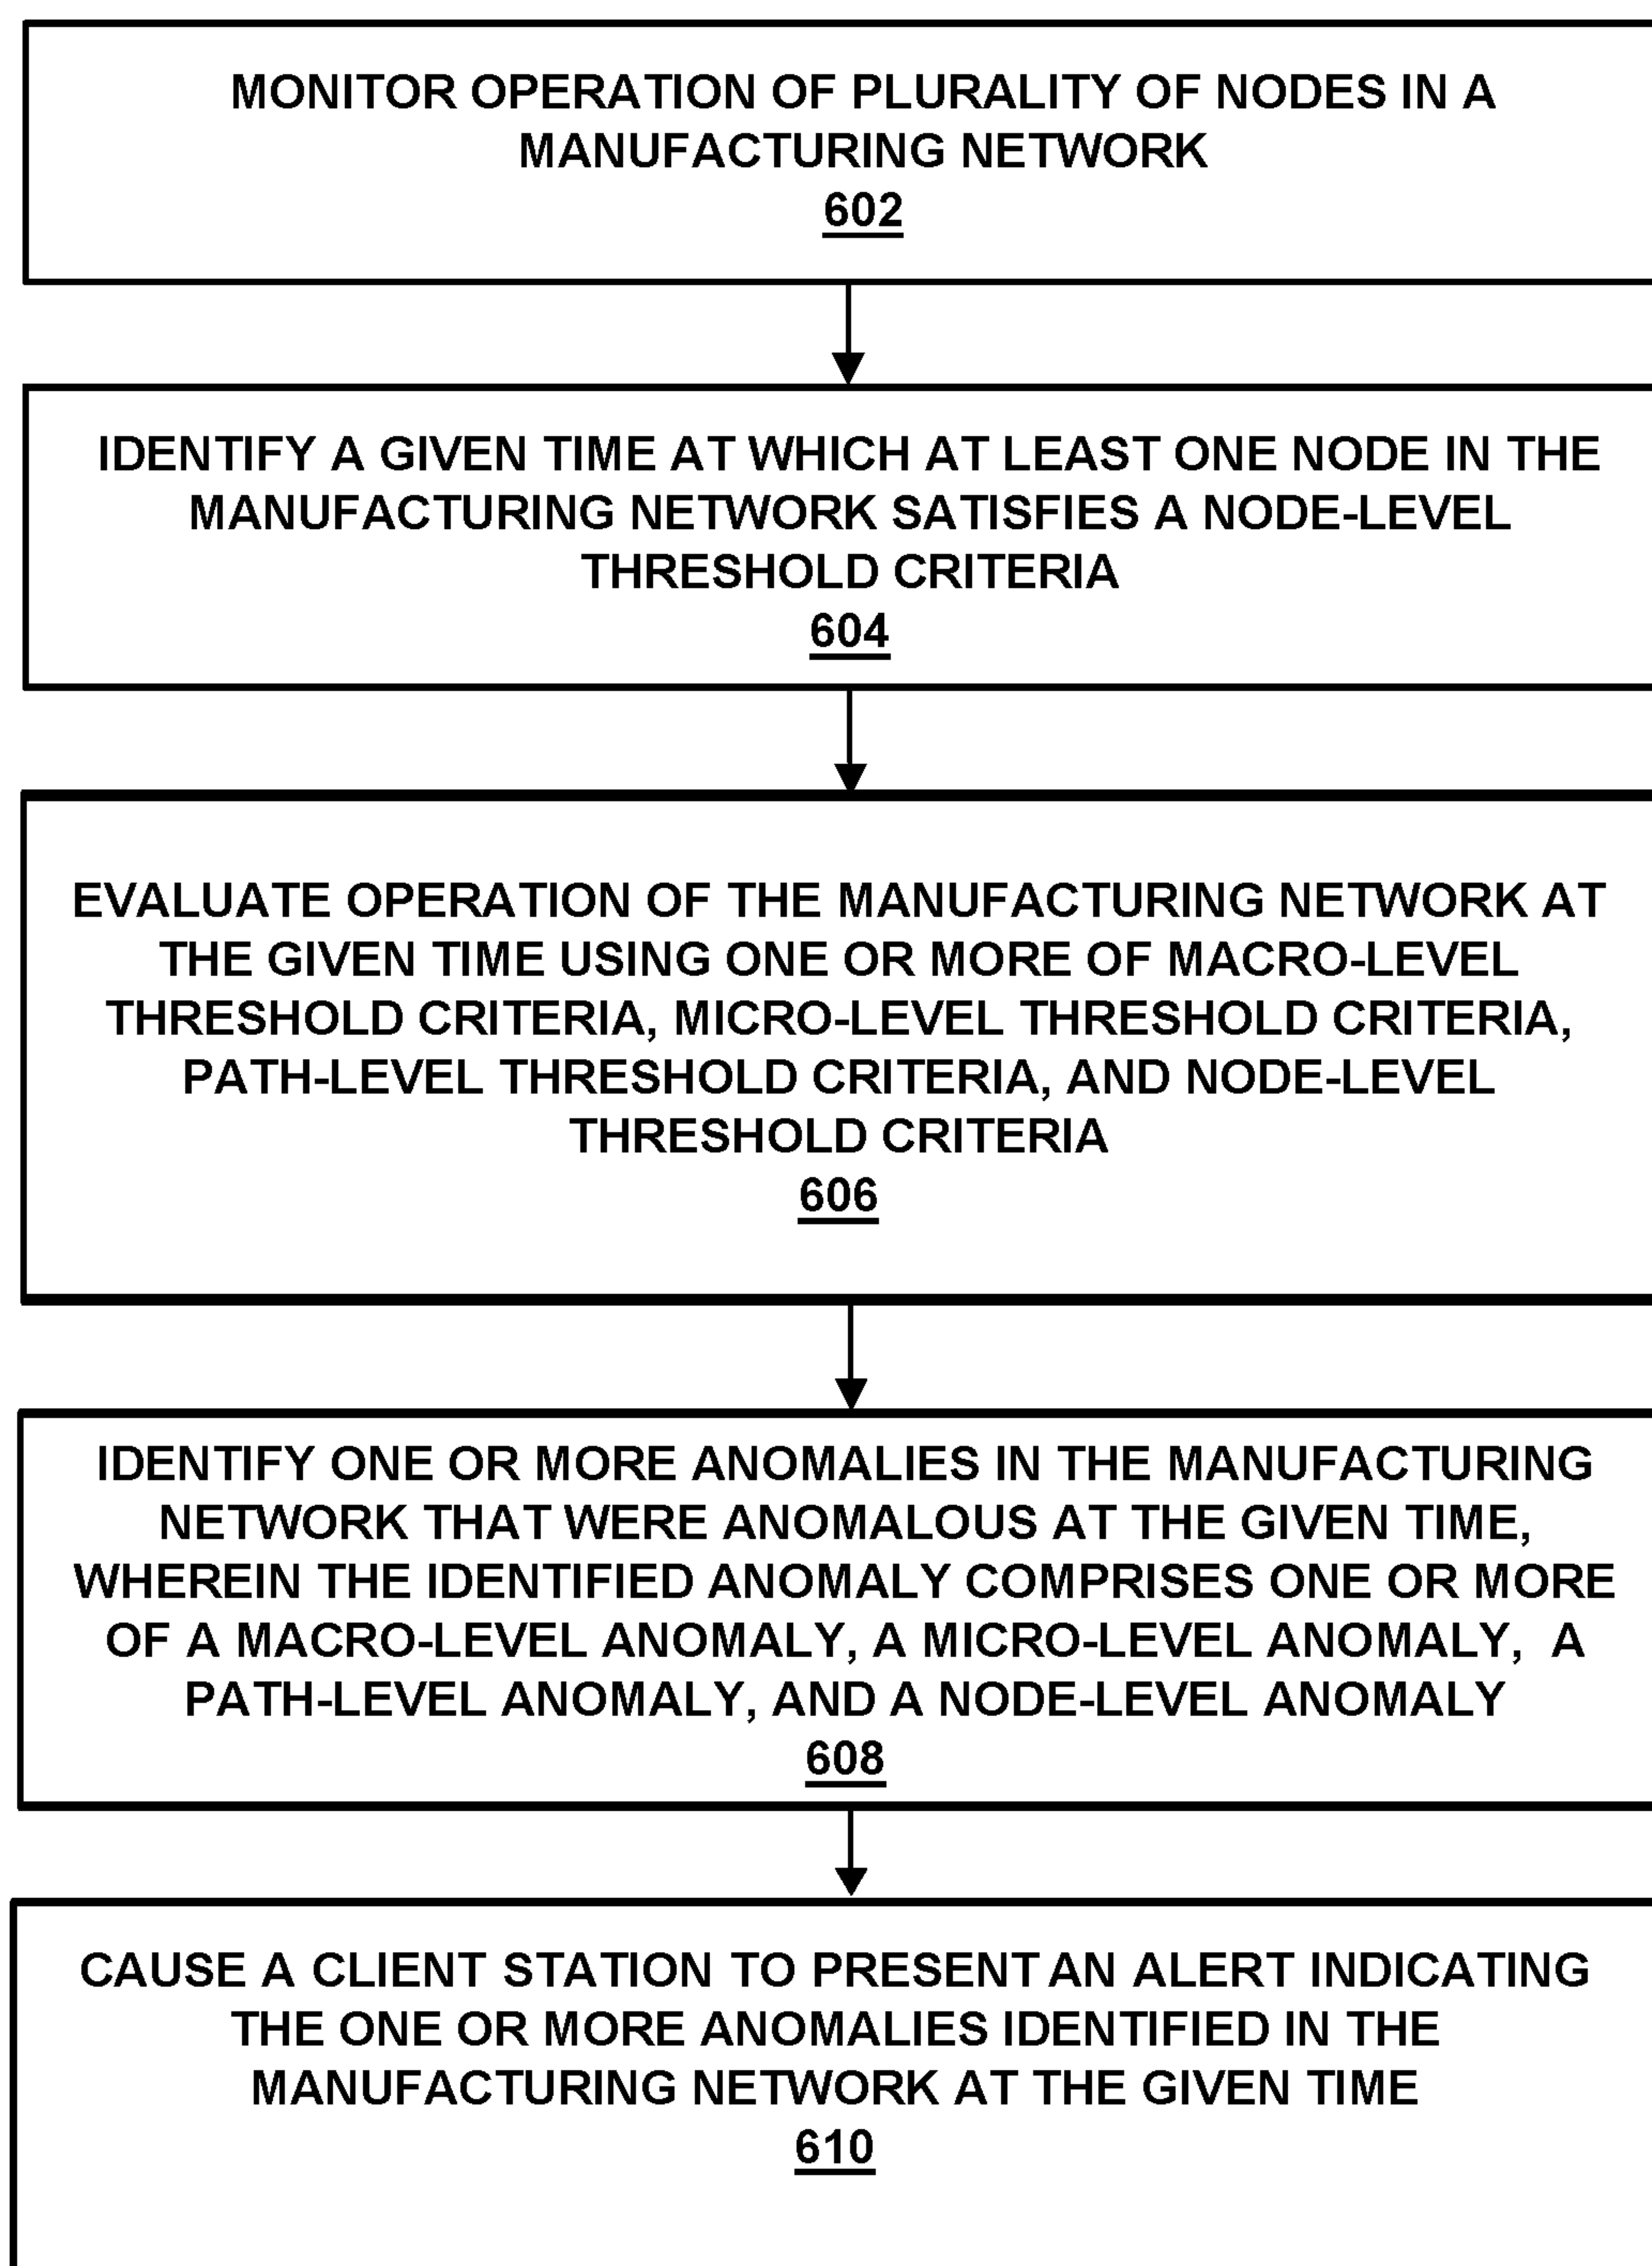 MONITOR OPERATION OF PLURALITY OF NODES IN A
MANUFACTURING NETWORK
602
IDENTIFY A GIVEN TIME AT WHICH AT LEAST ONE NODE IN THE
MANUFACTURING NETWORK SATISFIES A NODE-LEVEL
THRESHOLD CRITERIA
604
EVALUATE OPERATION OF THE MANUFACTURING NETWORK AT
THE GIVEN TIME USING ONE OR MORE OF MACRO-LEVEL
THRESHOLD CRITERIA, MICRO-LEVEL THRESHOLD CRITERIA,
PATH-LEVEL THRESHOLD CRITERIA, AND NODE-LEVEL
THRESHOLD CRITERIA
606
IDENTIFY ONE OR MORE ANOMALIES IN THE MANUFACTURING
NETWORK THAT WERE ANOMALOUS AT THE GIVEN TIME,
WHEREIN THE IDENTIFIED ANOMALY COMPRISES ONE OR MORE
OF A MACRO-LEVEL ANOMALY, A MICRO-LEVEL ANOMALY, A
PATH-LEVEL ANOMALY, AND A NODE-LEVEL ANOMALY
608
CAUSE A CLIENT STATION TO PRESENT AN ALERT INDICATING
THE ONE OR MORE ANOMALIES IDENTIFIED IN THE
MANUFACTURING NETWORK AT THE GIVEN TIME
610